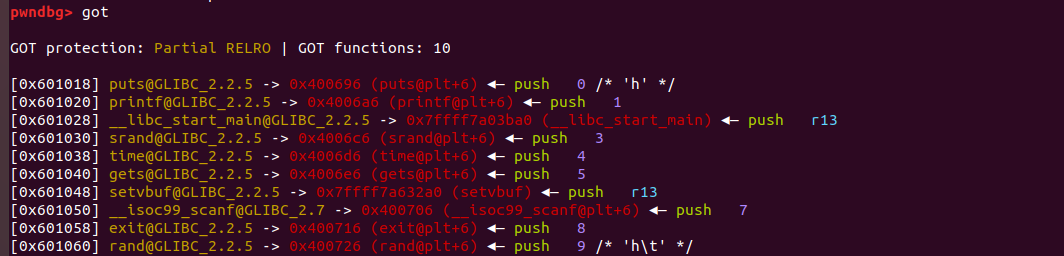 pwndbg> got
GOT protection: Partial RELRO | GOT functions: 10
[0x601018] puts@GLIBC_2.2.5 -> 0x400696 (puts@plt+6) ◂— push   0 /* 'h' */
[0x601020] printf@GLIBC_2.2.5 -> 0x4006a6 (printf@plt+6) ◂— push   1
[0x601028] __libc_start_main@GLIBC_2.2.5 -> 0x7ffff7a03ba0 (__libc_start_main) ◂— push   r13
[0x601030] srand@GLIBC_2.2.5 -> 0x4006c6 (srand@plt+6) ◂— push   3
[0x601038] time@GLIBC_2.2.5 -> 0x4006d6 (time@plt+6) ◂— push   4
[0x601040] gets@GLIBC_2.2.5 -> 0x4006e6 (gets@plt+6) ◂— push   5
[0x601048] setvbuf@GLIBC_2.2.5 -> 0x7ffff7a632a0 (setvbuf) ◂— push   r13
[0x601050] __isoc99_scanf@GLIBC_2.7 -> 0x400706 (__isoc99_scanf@plt+6) ◂— push   7
[0x601058] exit@GLIBC_2.2.5 -> 0x400716 (exit@plt+6) ◂— push   8
[0x601060] rand@GLIBC_2.2.5 -> 0x400726 (rand@plt+6) ◂— push   9 /* 'h\t' */